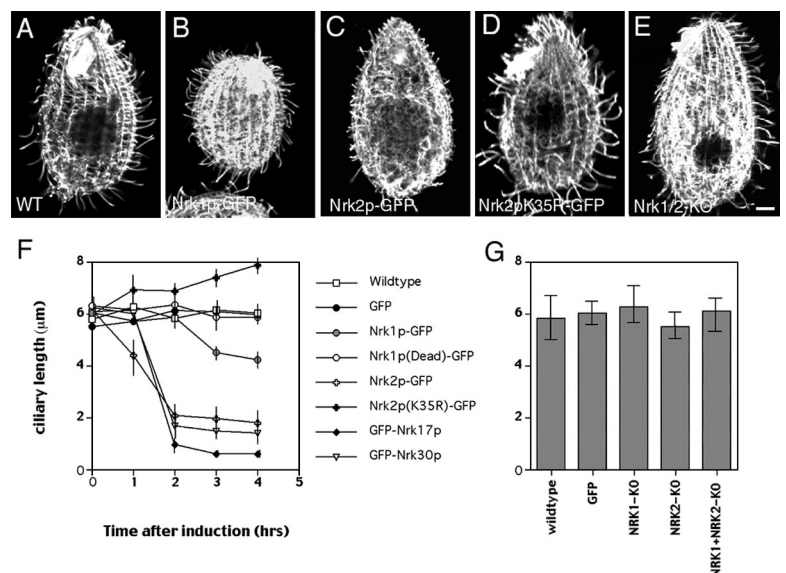 A
B
C
D
E
WT
Nrk1p-GFP
Nrk2p-GFP
Nrk2pK35R-GFP
Nrk1/2-KO
F
8
6
4
2
0
ciliary length (μm)
0 1 2 3 4 5
Time after induction (hrs)
Wildtype
GFP
Nrk1p-GFP
Nrk1p(Dead)-GFP
Nrk2p-GFP
Nrk2p(K35R)-GFP
GFP-Nrk17p
GFP-Nrk30p
G
8
6
4
2
0
wildtype
GFP
NRK1-KO
NRK2-KO
NRK1+NRK2-KO